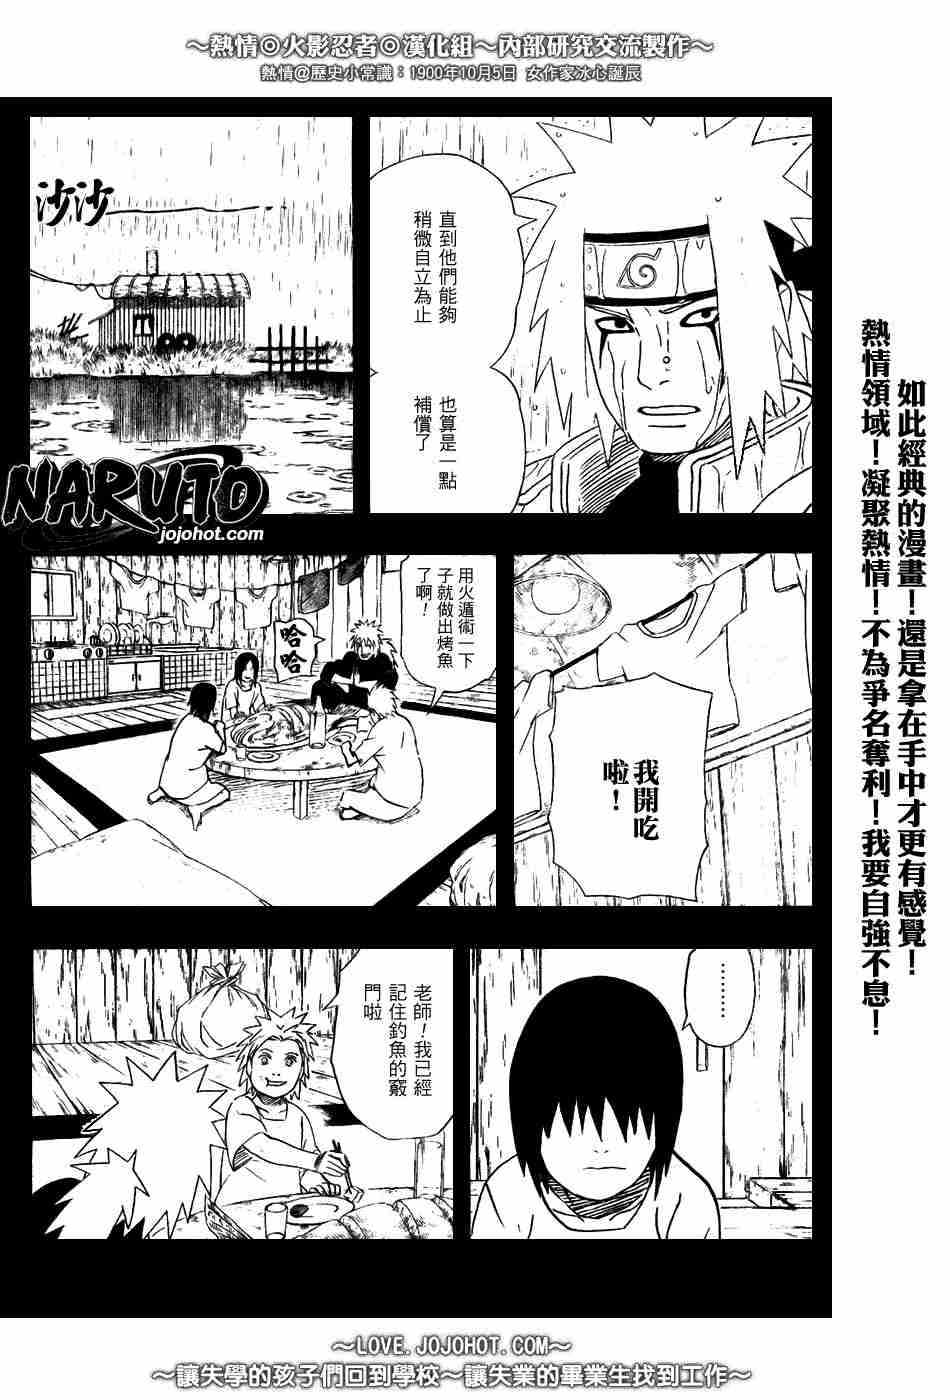 ～熱情◎火影忍者◎漢化組～內部研究交流製作～
熱情@歷史小常識：1900年10月5日 女作家冰心誕辰
直到他們能夠
稍微自立為止
也算是一點
補償了
沙沙
NARUTO
jojohot.com
我開吃
啦！
用火遁術一下
子就做出烤魚
了啊！
哈哈
哈哈
………
老師！我已經
記住釣魚的竅
門啦
如此經典的漫畫！還是拿在手中才更有感覺！
熱情領域！凝聚熱情！不為爭名奪利！我要自強不息！
～LOVE.JOJOHOT.COM～
～讓失學的孩子們回到學校～讓失業的畢業生找到工作～